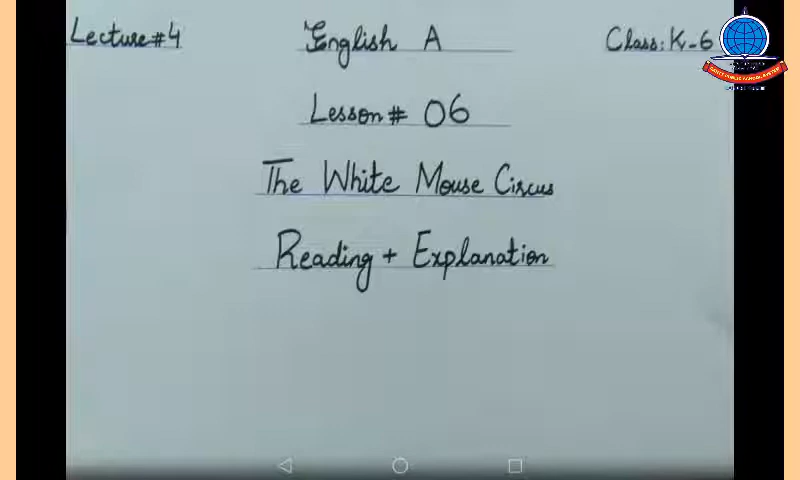 Lecture#4 English A Class: K-6
Lesson# 06
The White Mouse Circus
Reading + Explanation